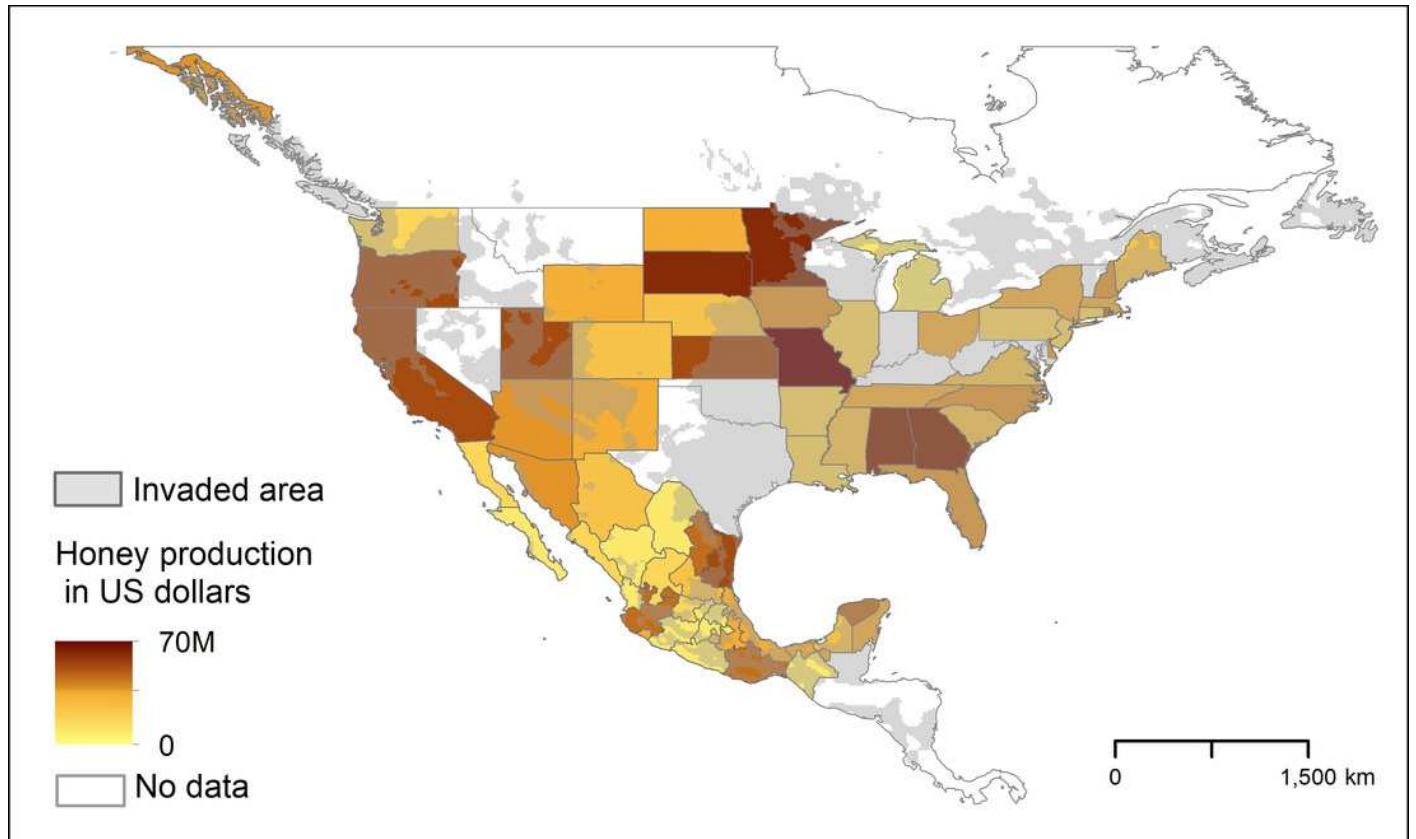 Invaded area
Honey production
in US dollars
70M
0
No data
0
1,500 km